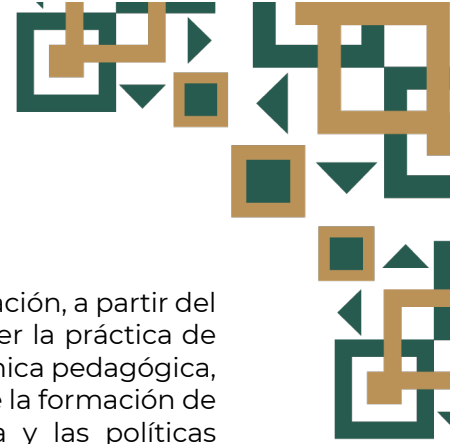 ación, a partir del
er la práctica de
nica pedagógica,
e la formación de
a y las políticas